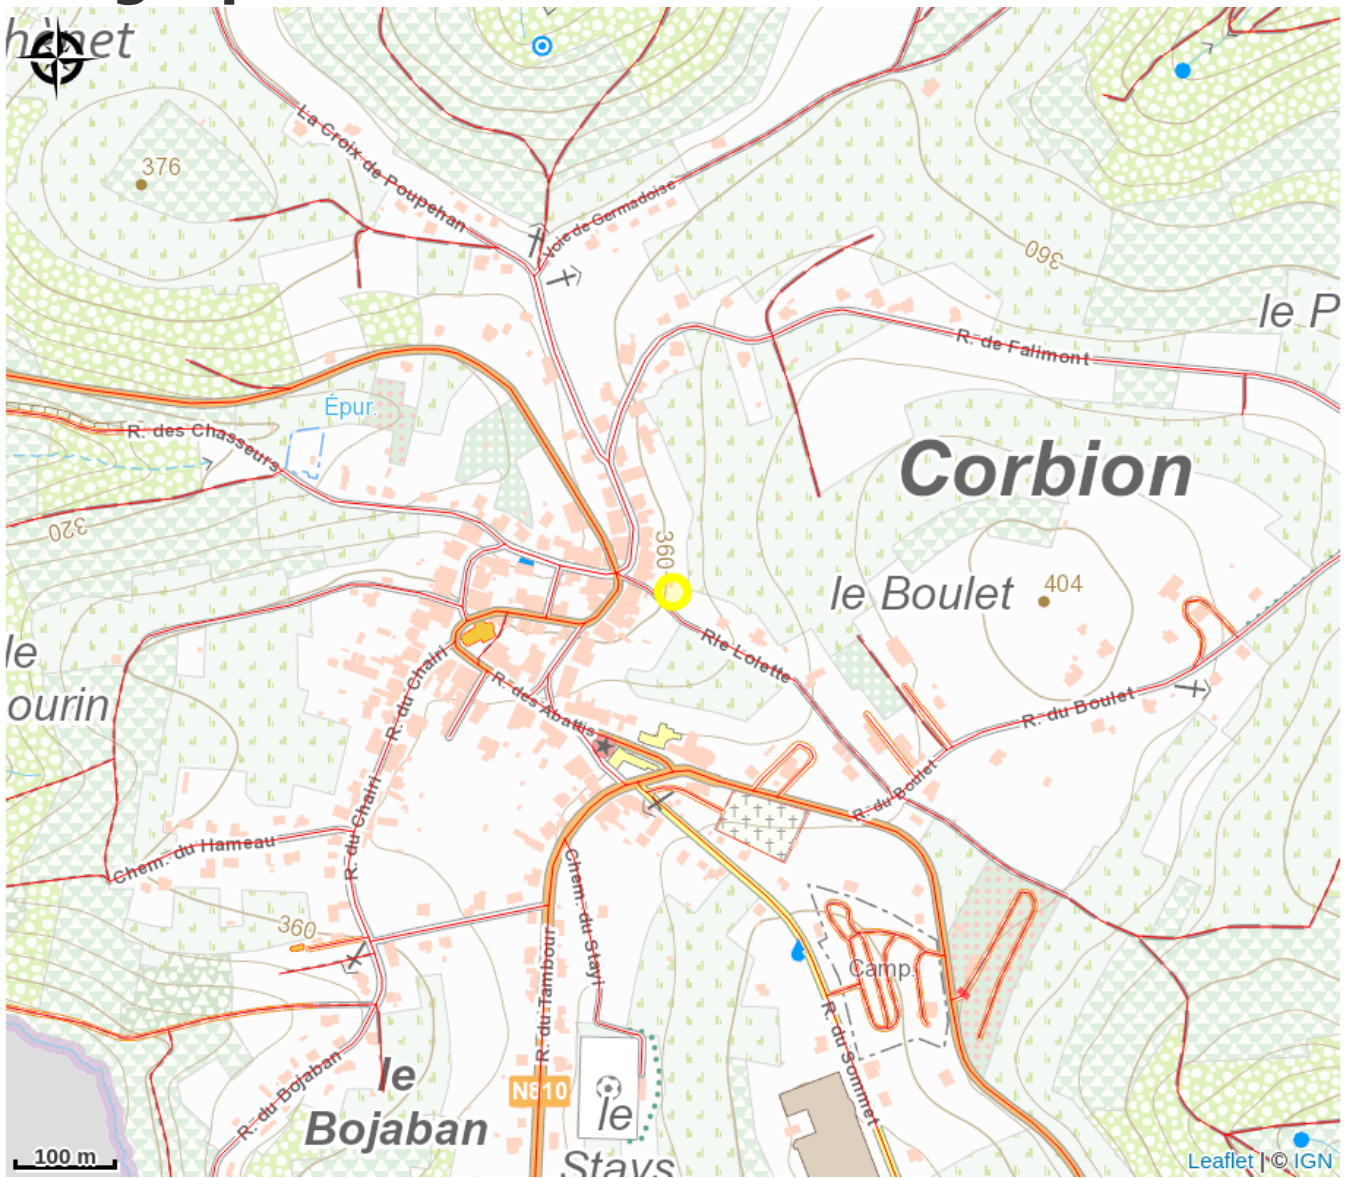 La Croix de Poupehan
376
Voie de Germadoise
360
le P
R. de Falimont
Épur.
R. des Chasseurs
Corbion
320
360
le Boulet
404
le
ourin
Rle Lolette
R. du Chairi
R. des Abattis
R. du Boulet
R. du Boulet
R. du Chairi
Chem. du Hameau
Chem. du Stayi
360
R. du Tambour
Camp.
R. du Sommet
R. du Bojaban
le
Bojaban
N810
le
Stays
100 m
Leaflet | © IGN